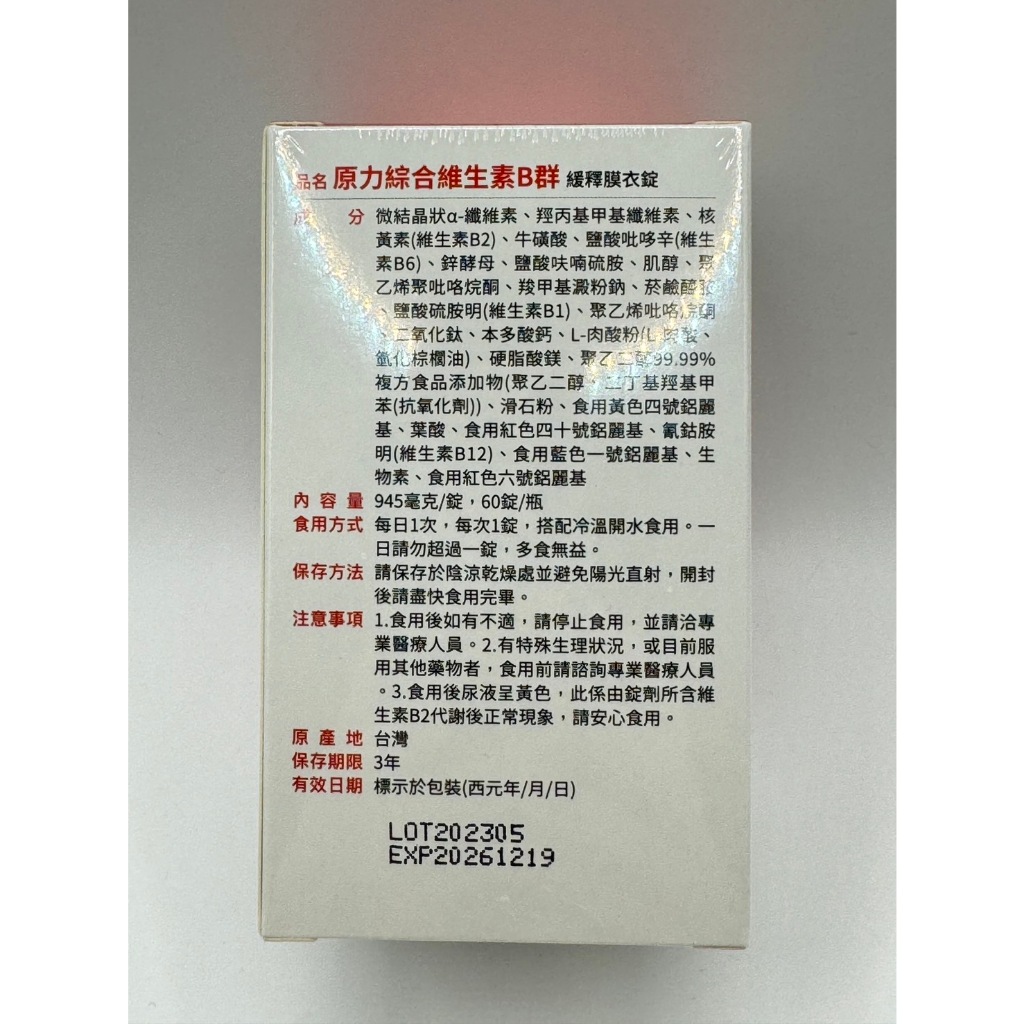 品名 原力綜合維生素B群 緩釋膜衣錠
成分 微結晶狀α-纖維素、羥丙基甲基纖維素、核
黃素(維生素B2)、牛磺酸、鹽酸吡哆辛(維生
素B6)、鋅酵母、鹽酸呋喃硫胺、肌醇、聚
乙烯聚吡咯烷酮、羧甲基澱粉鈉、菸鹼醯胺
、鹽酸硫胺明(維生素B1)、聚乙烯吡咯烷酮
、二氧化鈦、本多酸鈣、L-肉酸粉(L-肉酸、
氫化棕櫚油)、硬脂酸鎂、聚乙二醇99.99%
複方食品添加物(聚乙二醇、二丁基羥基甲
苯(抗氧化劑))、滑石粉、食用黃色四號鋁麗
基、葉酸、食用紅色四十號鋁麗基、氰鈷胺
明(維生素B12)、食用藍色一號鋁麗基、生
物素、食用紅色六號鋁麗基
內容量 945毫克/錠，60錠/瓶
食用方式 每日1次，每次1錠，搭配冷溫開水食用。一
日請勿超過一錠，多食無益。
保存方法 請保存於陰涼乾燥處並避免陽光直射，開封
後請盡快食用完畢。
注意事項 1.食用後如有不適，請停止食用，並請洽專
業醫療人員。2.有特殊生理狀況，或目前服
用其他藥物者，食用前請諮詢專業醫療人員
。3.食用後尿液呈黃色，此係由錠劑所含維
生素B2代謝後正常現象，請安心食用。
原產地 台灣
保存期限 3年
有效日期 標示於包裝(西元年/月/日)
LOT202305
EXP20261219